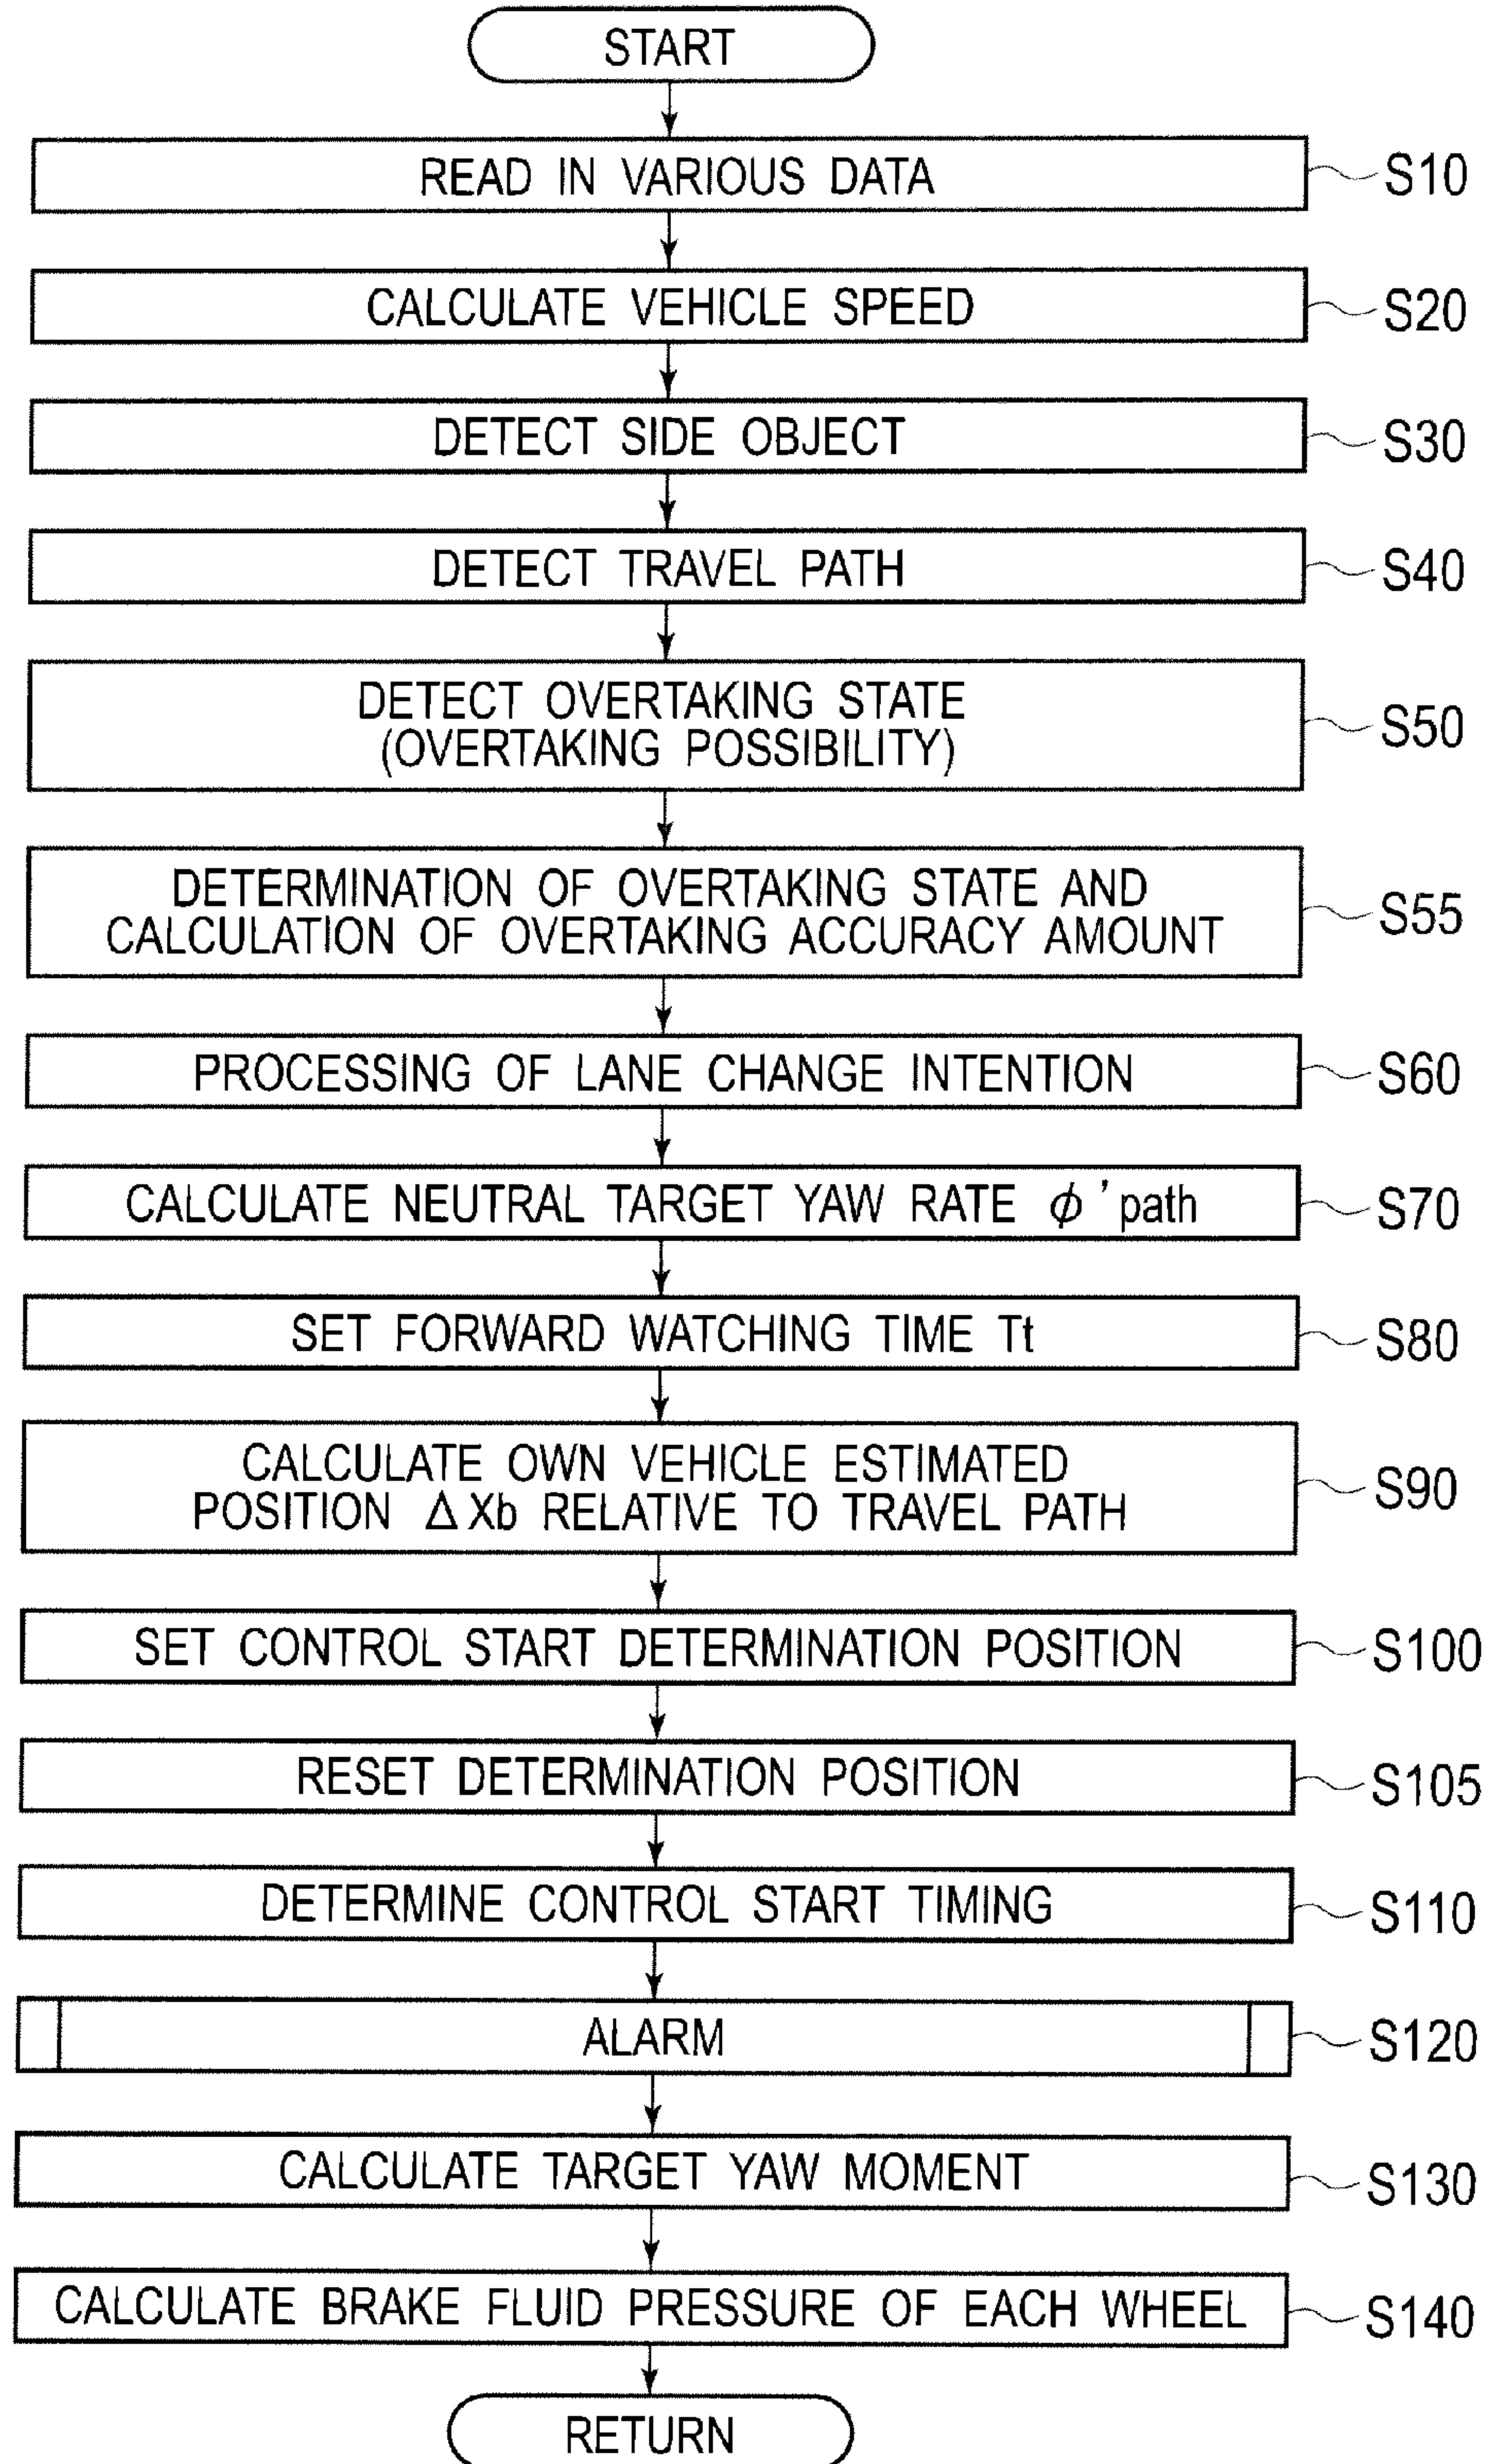 START
READ IN VARIOUS DATA
S10
CALCULATE VEHICLE SPEED
S20
DETECT SIDE OBJECT
S30
DETECT TRAVEL PATH
S40
DETECT OVERTAKING STATE
(OVERTAKING POSSIBILITY)
S50
DETERMINATION OF OVERTAKING STATE AND
CALCULATION OF OVERTAKING ACCURACY AMOUNT
S55
PROCESSING OF LANE CHANGE INTENTION
S60
CALCULATE NEUTRAL TARGET YAW RATE ϕ'path
S70
SET FORWARD WATCHING TIME Tt
S80
CALCULATE OWN VEHICLE ESTIMATED
POSITION ΔXb RELATIVE TO TRAVEL PATH
S90
SET CONTROL START DETERMINATION POSITION
S100
RESET DETERMINATION POSITION
S105
DETERMINE CONTROL START TIMING
S110
ALARM
S120
CALCULATE TARGET YAW MOMENT
S130
CALCULATE BRAKE FLUID PRESSURE OF EACH WHEEL
S140
RETURN